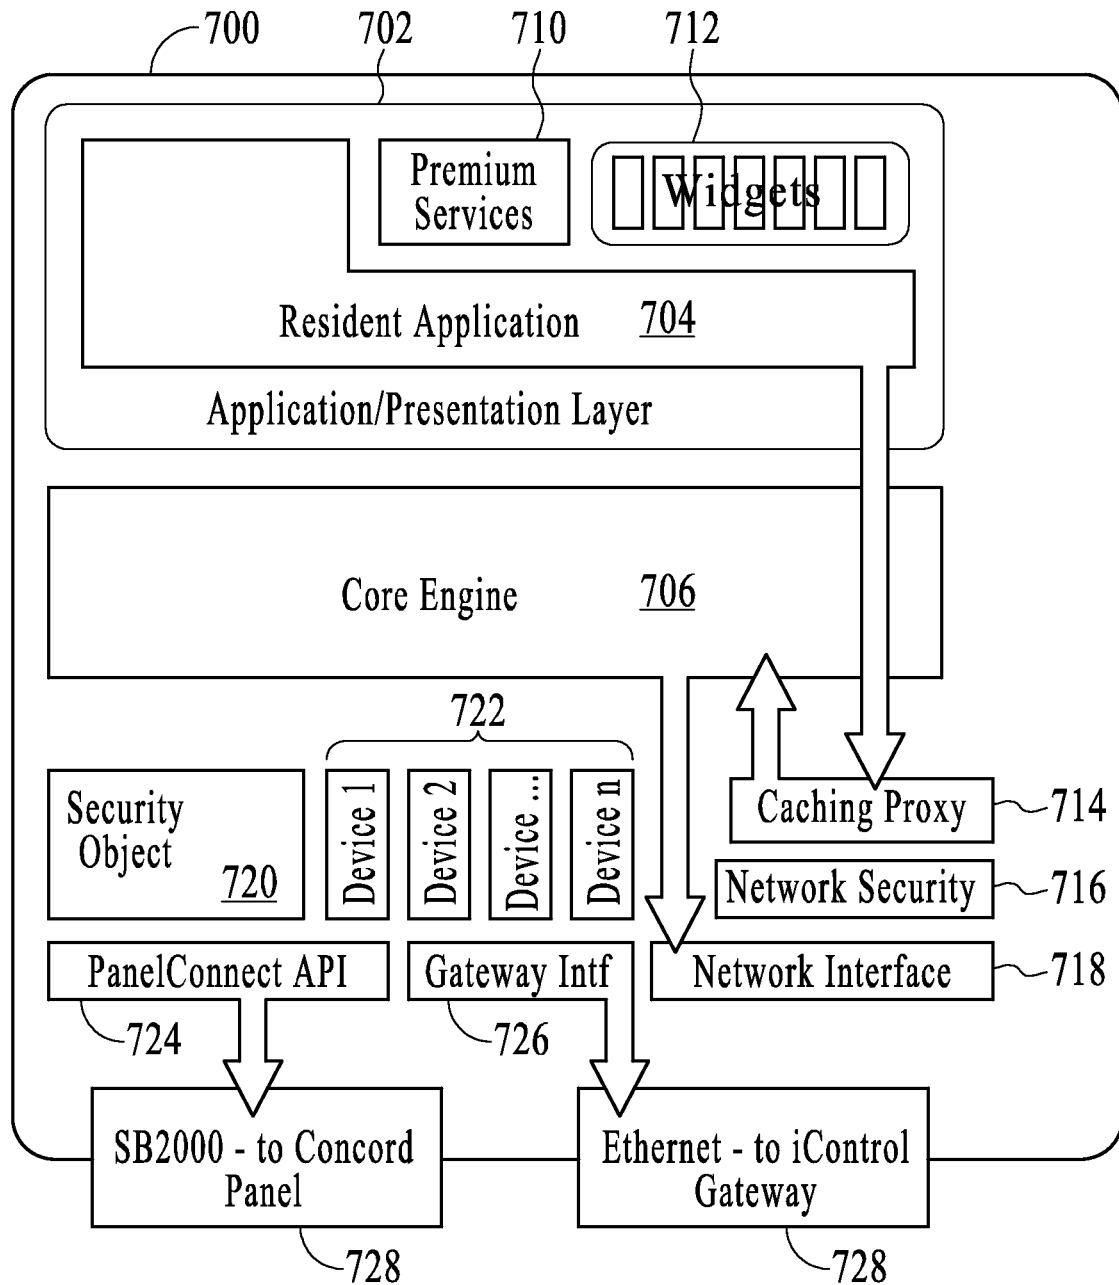 700
702
710
712
Premium
Services
Widgets
Resident Application 704
Application/Presentation Layer
Core Engine 706
722
Security
Object
720
Device 1
Device 2
Device ...
Device n
Caching Proxy
714
Network Security
716
PanelConnect API
Gateway Intf
Network Interface
718
724
726
SB2000 - to Concord
Panel
Ethernet - to iControl
Gateway
728
728